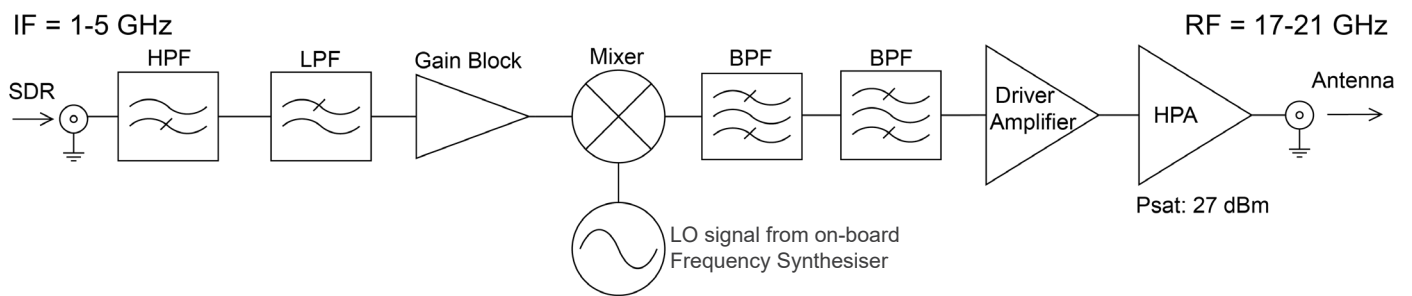 IF = 1-5 GHz
RF = 17-21 GHz
HPF
LPF
Gain Block
Mixer
BPF
BPF
SDR
Driver
Amplifier
HPA
Antenna
Psat: 27 dBm
LO signal from on-board
Frequency Synthesiser